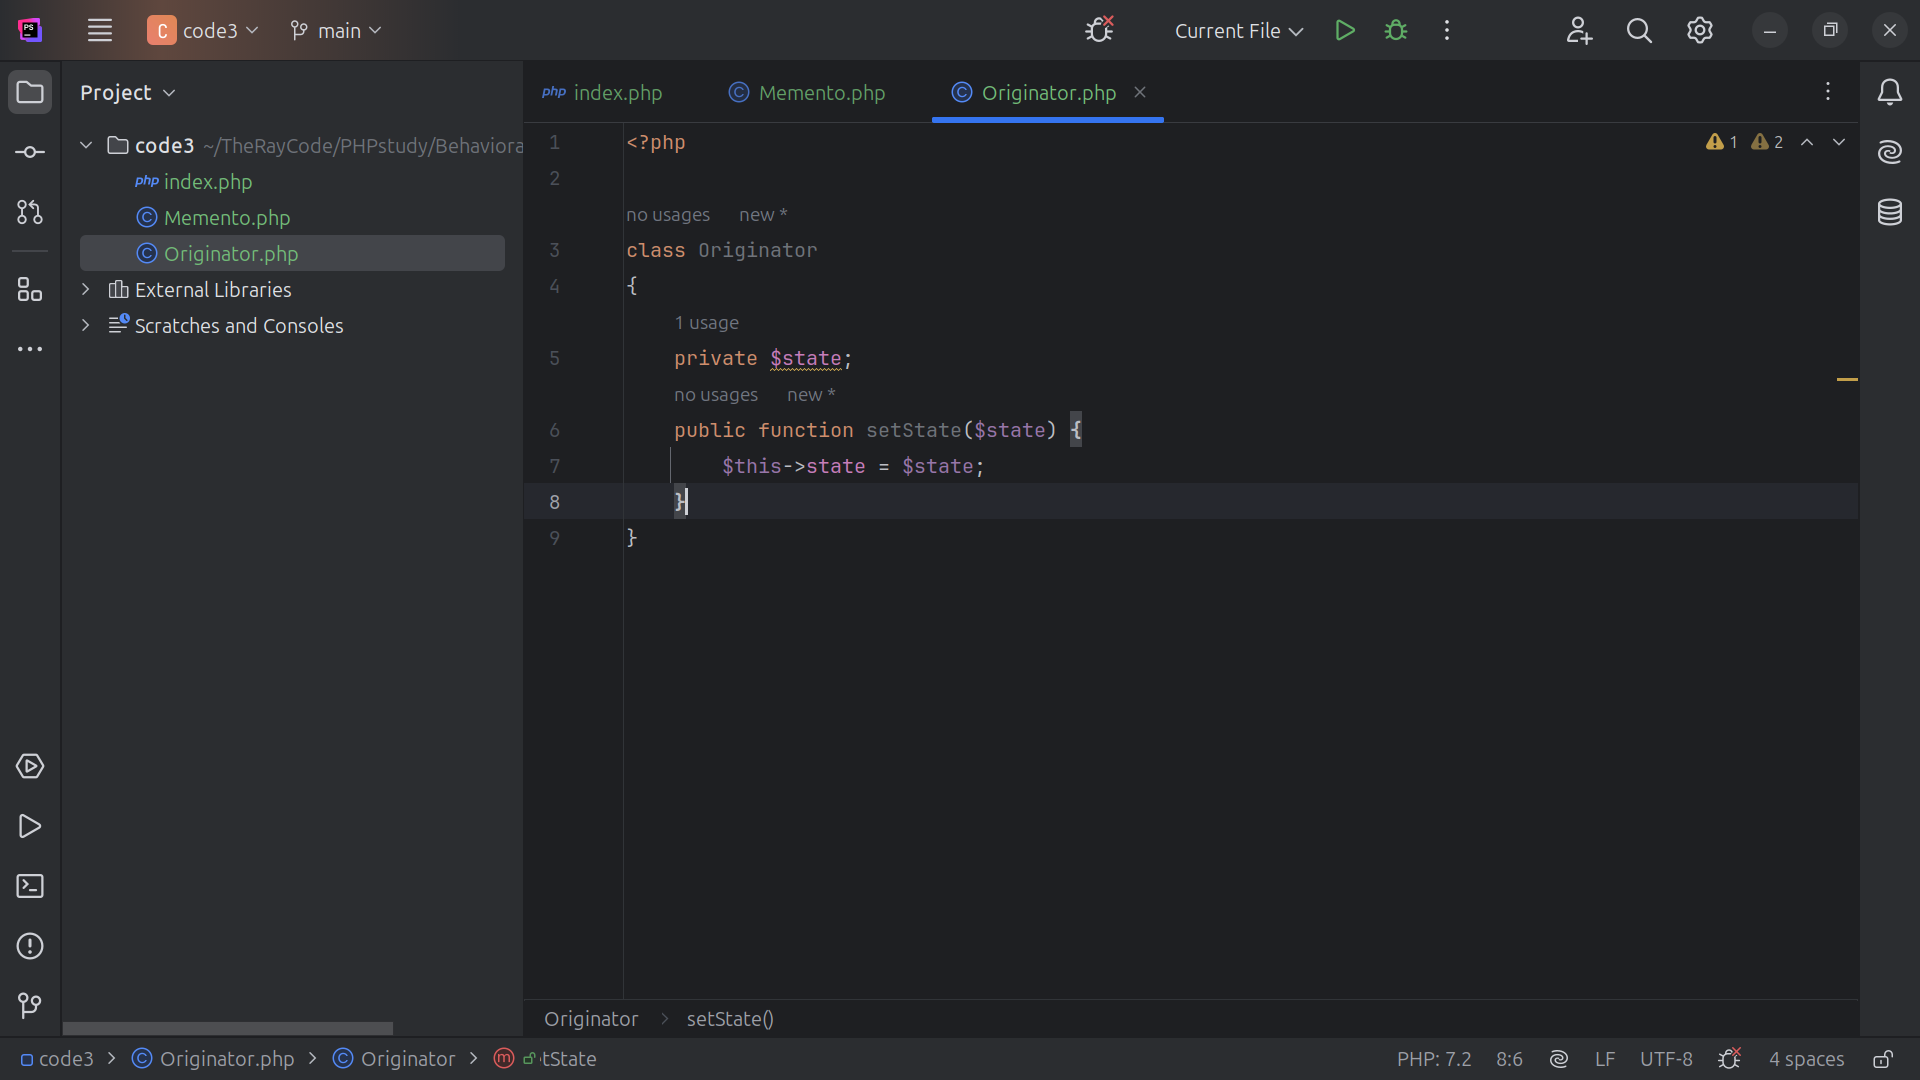 PS
C code3 main Current File
Project
index.php Memento.php Originator.php
code3 ~/TheRayCode/PHPstudy/Behaviora
php index.php
Memento.php
Originator.php
External Libraries
Scratches and Consoles
1 2
1 <?php
2
no usages new *
3 class Originator
4 {
1 usage
5 private $state;
no usages new *
6 public function setState($state) {
7 $this->state = $state;
8 }
9 }
Originator > setState()
code3 > Originator.php > Originator > m tState
PHP: 7.2 8:6 LF UTF-8 4 spaces